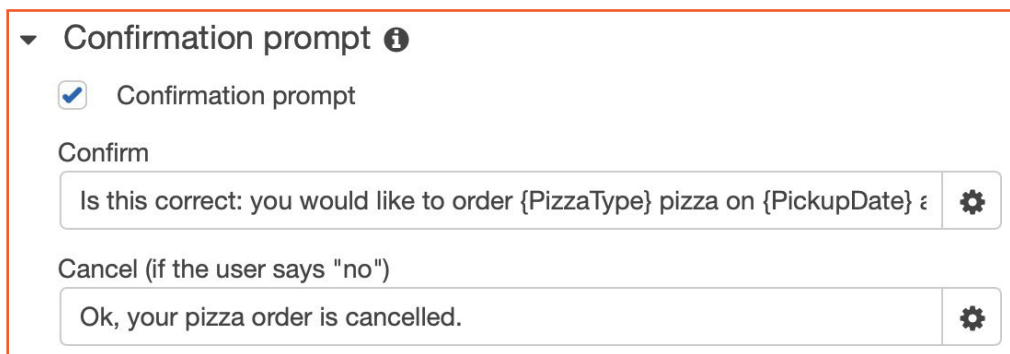 Confirmation prompt
Confirmation prompt
Confirm
Is this correct: you would like to order {PizzaType} pizza on {PickupDate}
Cancel (if the user says "no")
Ok, your pizza order is cancelled.